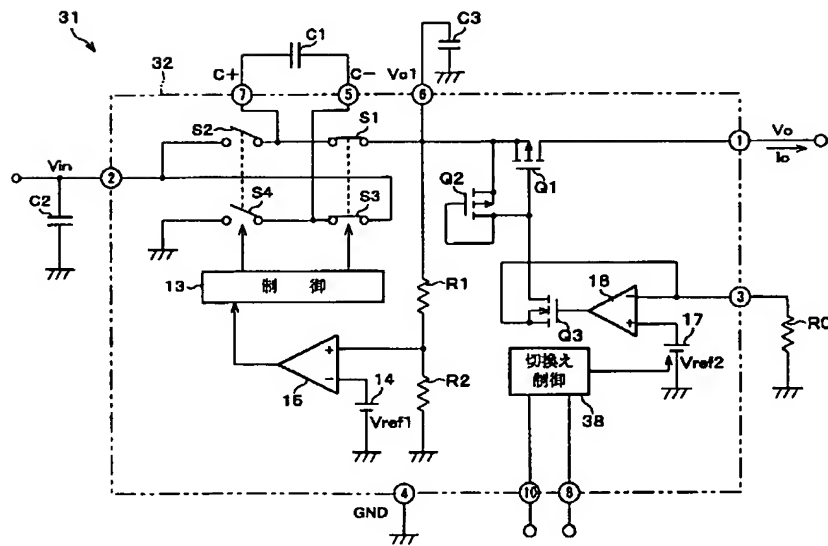 31
32
C1
C+
C-
Vo1
C3
7
5
6
S2
S1
Vin
2
C2
S4
S3
Q2
Q1
1
Vo
Io
13
制 御
R1
18
-
+
Q3
3
17
R0
Vref2
切換え
制御
38
15
+
-
14
Vref1
R2
4
GND
10
8